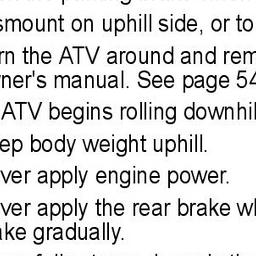 smount on uphill side, or to
rn the ATV around and rem
ner's manual. See page 54
ATV begins rolling downhil
ep body weight uphill.
ver apply engine power.
ver apply the rear brake wh
ke gradually.